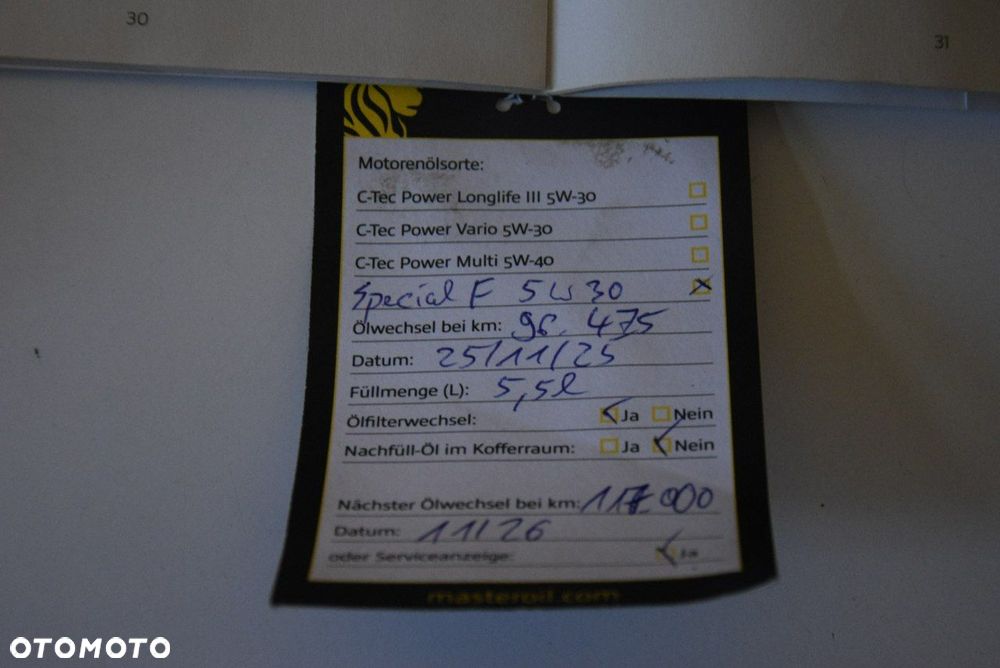 30
31
Motorenölsorte:
C-Tec Power Longlife III 5W-30
C-Tec Power Vario 5W-30
C-Tec Power Multi 5W-40
Special F 5W30
Ölwechsel bei km: 96.475
Datum: 25/11/25
Füllmenge (L): 5,5l
Ölfilterwechsel: Ja Nein
Nachfüll-Öl im Kofferraum: Ja Nein
Nächster Ölwechsel bei km:
Datum: 11/26
oder Serviceanzeige: Ja
masteroil.com
OTOMOTO